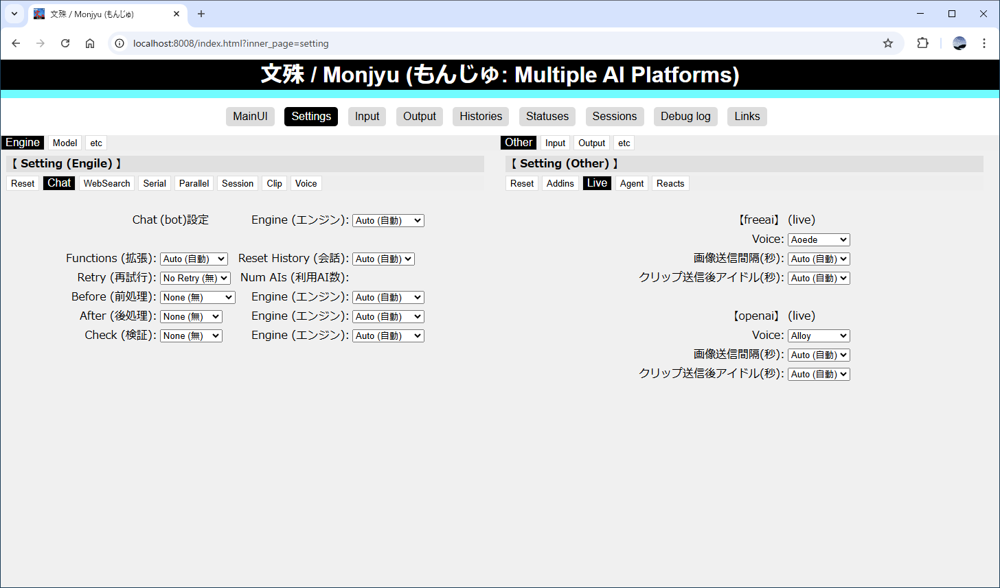 文殊 / Monjyu (もんじゅ)
localhost:8008/index.html?inner_page=setting
文殊 / Monjyu (もんじゅ: Multiple AI Platforms)
MainUI Settings Input Output Histories Statuses Sessions Debug log Links
Engine Model etc
【 Setting (Engile) 】
Reset Chat WebSearch Serial Parallel Session Clip Voice
Chat (bot)設定 Engine (エンジン): Auto (自動)
Functions (拡張): Auto (自動) Reset History (会話): Auto (自動)
Retry (再試行): No Retry (無) Num AIs (利用AI数):
Before (前処理): None (無) Engine (エンジン): Auto (自動)
After (後処理): None (無) Engine (エンジン): Auto (自動)
Check (検証): None (無) Engine (エンジン): Auto (自動)
Other Input Output etc
【 Setting (Other) 】
Reset Addins Live Agent Reacts
【freeai】 (live)
Voice: Aoede
画像送信間隔(秒): Auto (自動)
クリップ送信後アイドル(秒): Auto (自動)
【openai】 (live)
Voice: Alloy
画像送信間隔(秒): Auto (自動)
クリップ送信後アイドル(秒): Auto (自動)